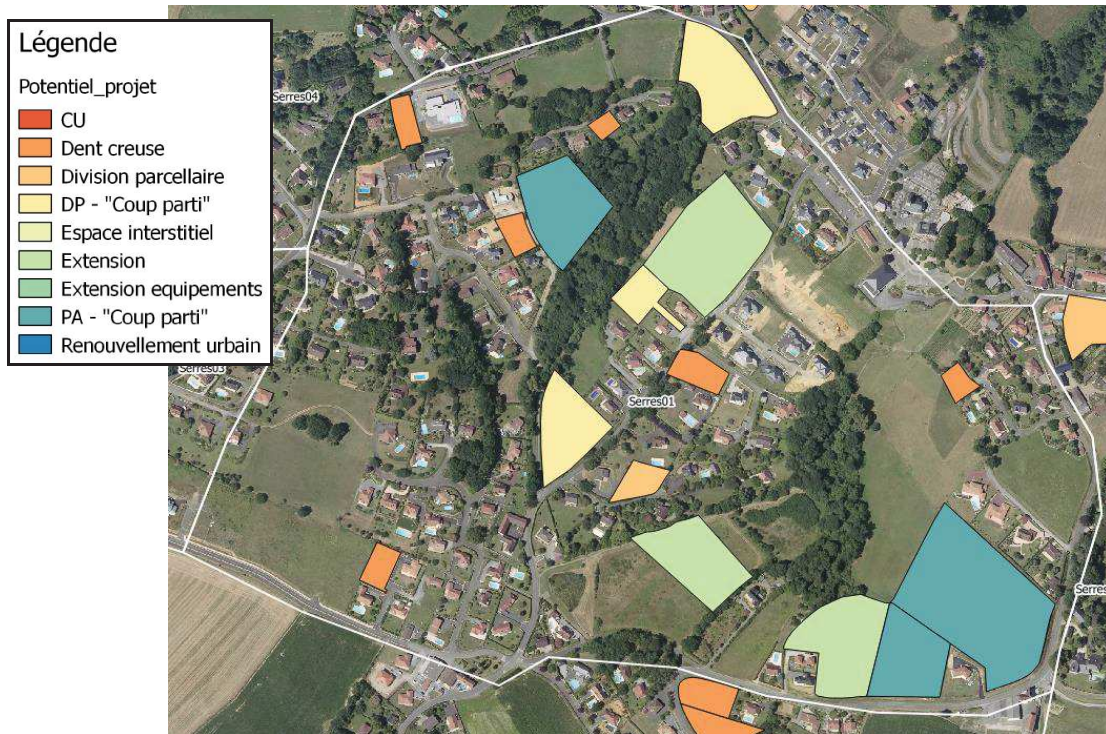 Légende
Potentiel_projet
CU
Dent creuse
Division parcellaire
DP - "Coup parti"
Espace interstitiel
Extension
Extension equipements
PA - "Coup parti"
Renouvellement urbain
Serres04
Serres03
Serres01
Serres